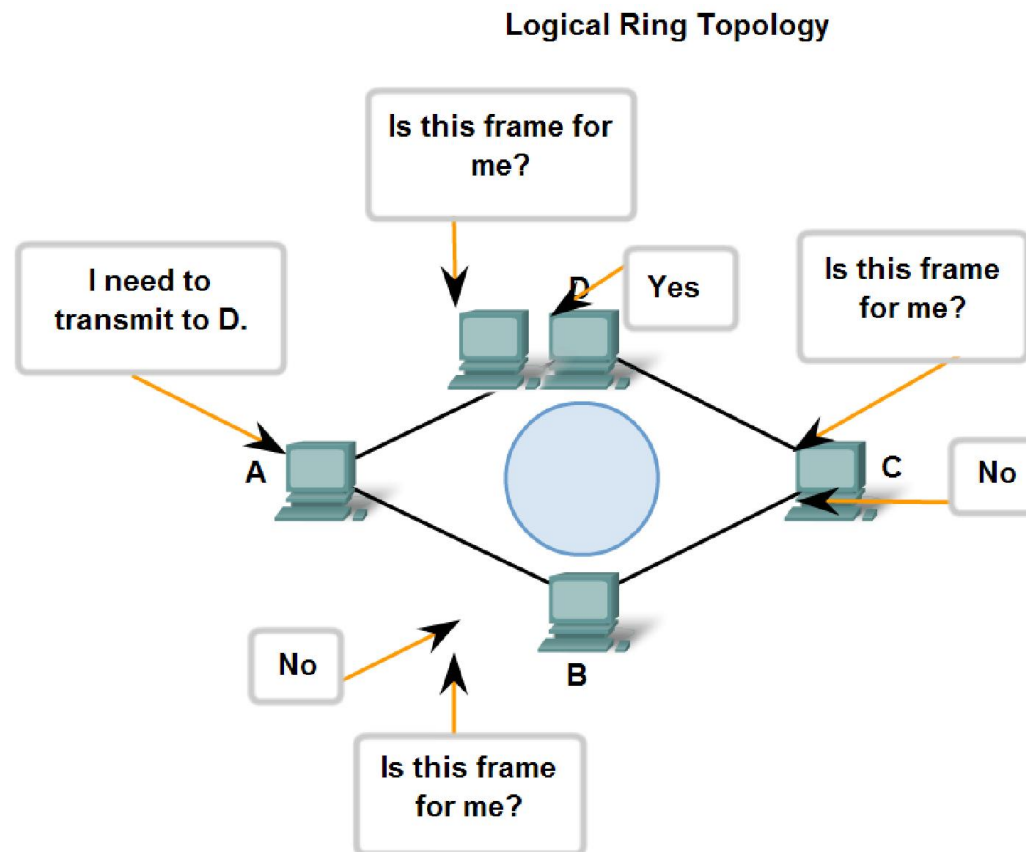 Logical Ring Topology
Is this frame for
me?
I need to
transmit to D.
D
Yes
Is this frame
for me?
A
C
No
No
B
Is this frame
for me?